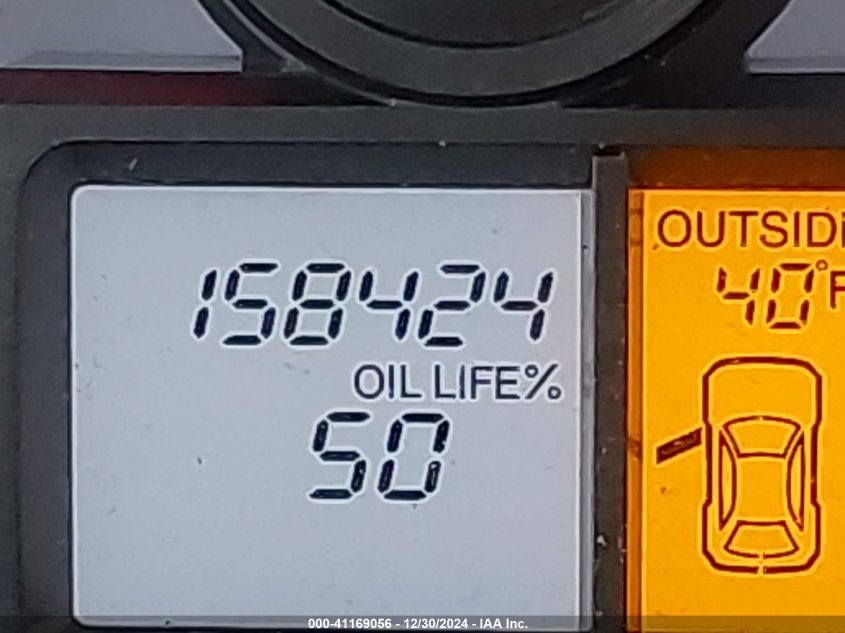 158424
OIL LIFE%
50
OUTSID
40°F
000-41169056 - 12/30/2024 - IAA Inc.